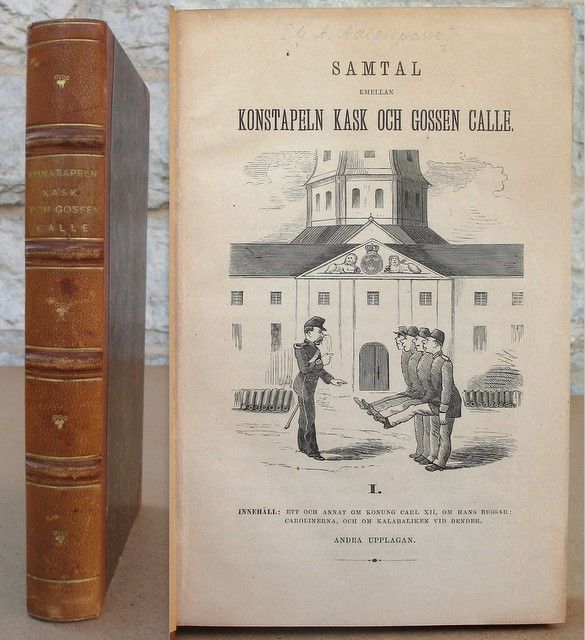 KONSTAPELN
KASK
OCH GOSSEN
CALLE
SAMTAL
EMELLAN
KONSTAPELN KASK OCH GOSSEN CALLE.
I.
INNEHÅLL: ETT OCH ANNAT OM KONUNG CARL XII, OM HANS BUSSAR:
CAROLINERNA, OCH OM KALABALIKEN VID BENDER.
ANDRA UPPLAGAN.